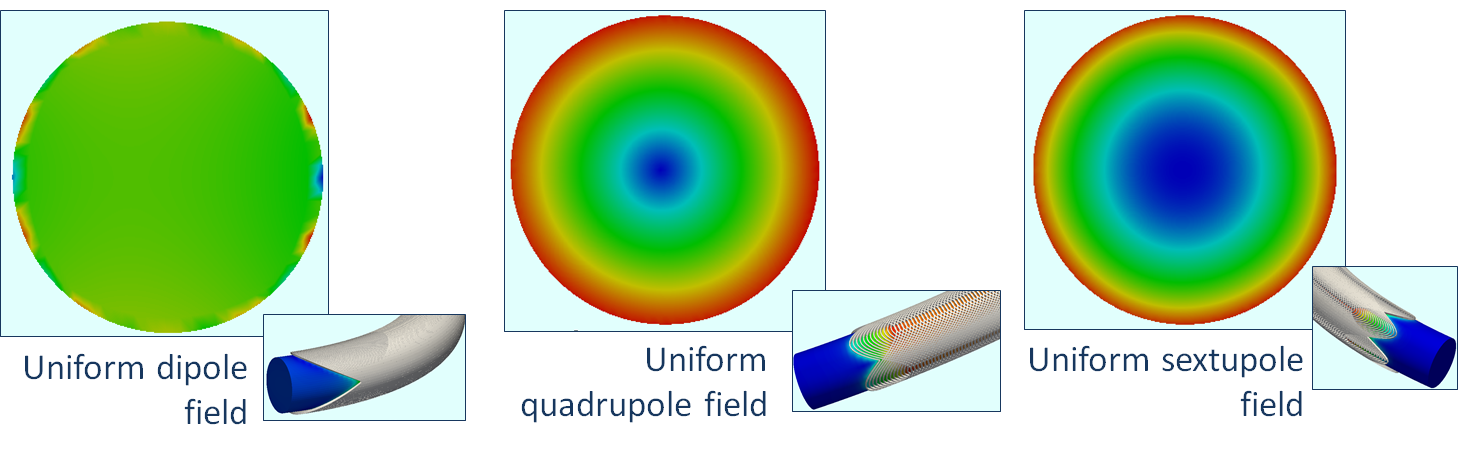 Uniform dipole
field
Uniform
quadrupole field
Uniform sextupole
field